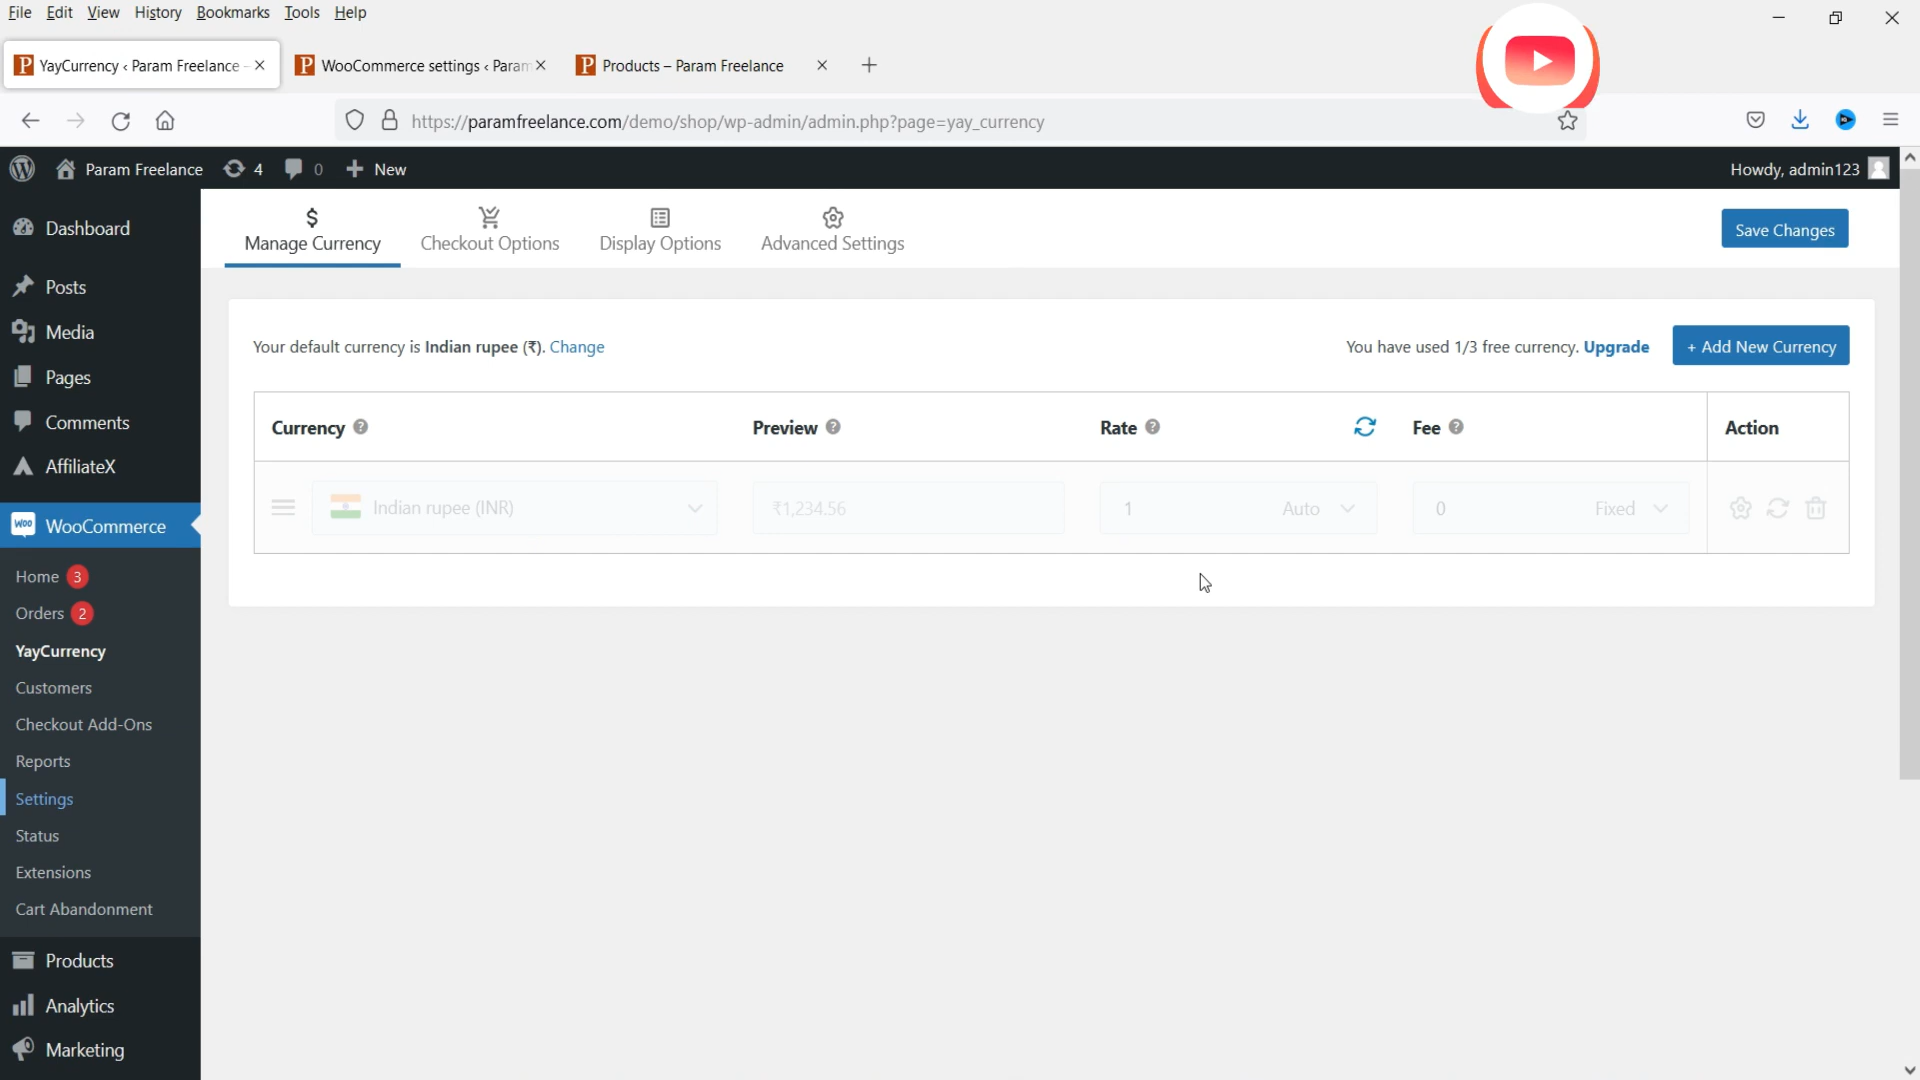 File Edit View History Bookmarks Tools Help
YayCurrency ‹ Param Freelance –
WooCommerce settings ‹ Param
Products – Param Freelance
https://paramfreelance.com/demo/shop/wp-admin/admin.php?page=yay_currency
Param Freelance 4 0 New Howdy, admin123
Dashboard
Posts
Media
Pages
Comments
AffiliateX
WooCommerce
Home 3
Orders 2
YayCurrency
Customers
Checkout Add-Ons
Reports
Settings
Status
Extensions
Cart Abandonment
Products
Analytics
Marketing
Manage Currency
Checkout Options
Display Options
Advanced Settings
Save Changes
Your default currency is Indian rupee (₹). Change
You have used 1/3 free currency. Upgrade
+ Add New Currency
Currency Preview Rate Fee Action
Indian rupee (INR) ₹1,234.56 1 Auto 0 Fixed